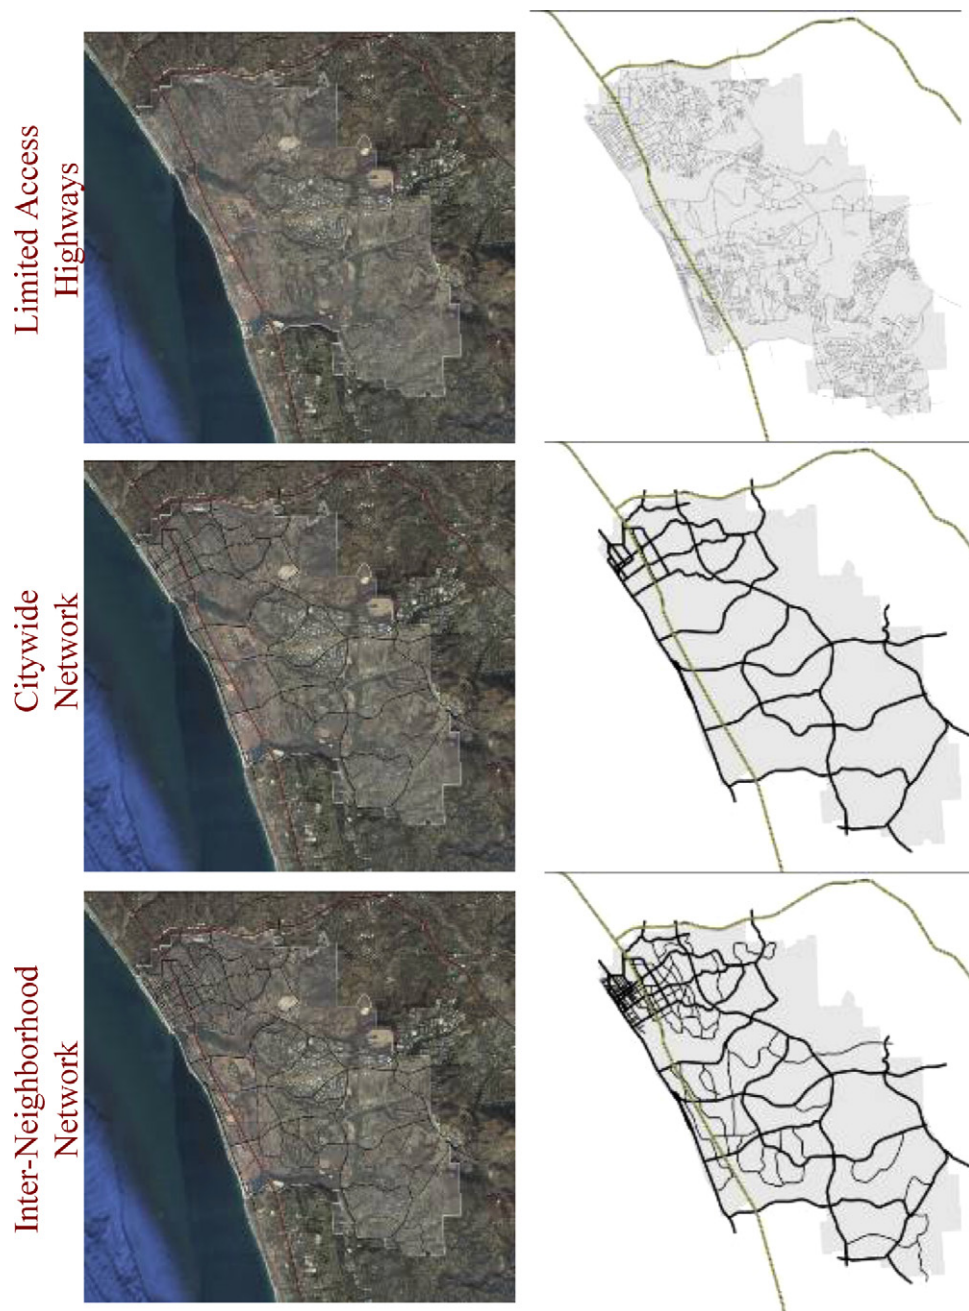 Limited Access
Highways
Citywide
Network
Inter-Neighborhood
Network